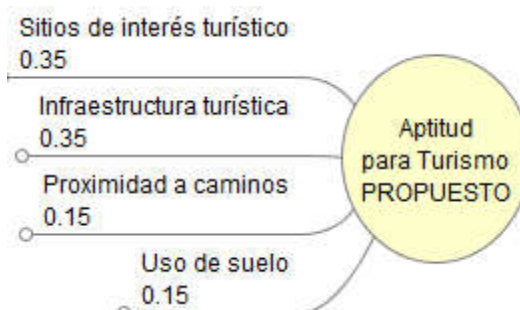 Sitios de interés turístico
0.35
Infraestructura turística
0.35
Proximidad a caminos
0.15
Uso de suelo
0.15
Aptitud
para Turismo
PROPUESTO